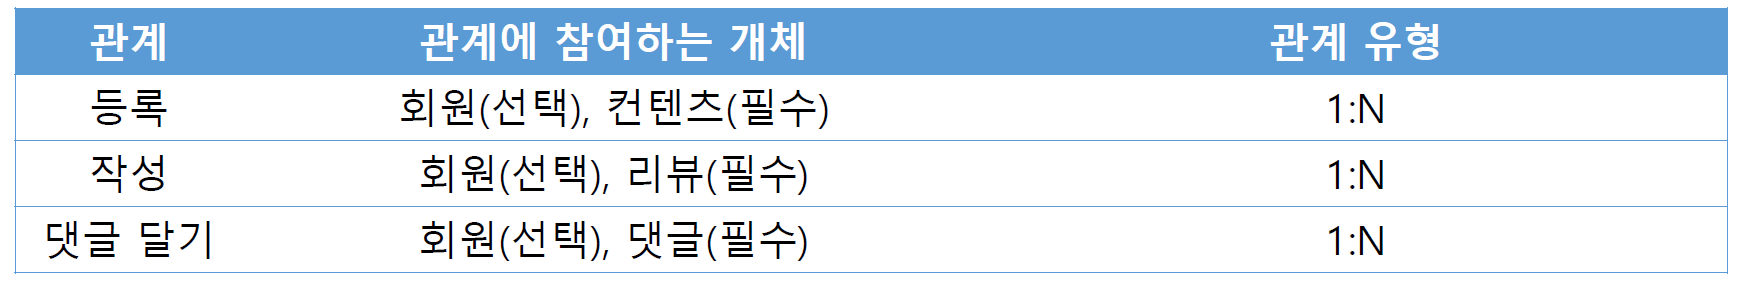 관계 관계에 참여하는 개체 관계 유형
등록 회원(선택), 컨텐츠(필수) 1:N
작성 회원(선택), 리뷰(필수) 1:N
댓글 달기 회원(선택), 댓글(필수) 1:N